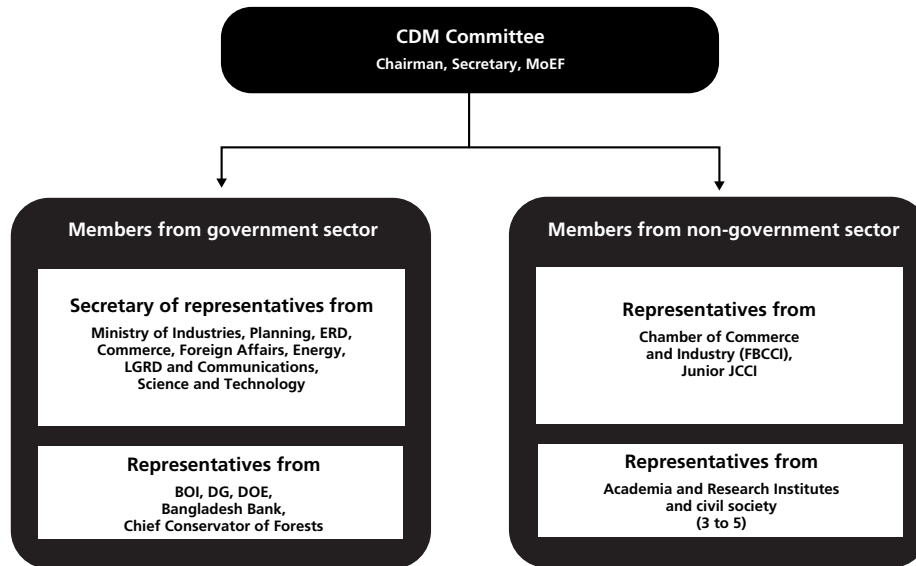 CDM Committee
Chairman, Secretary, MoEF
Members from government sector
Secretary of representatives from
Ministry of Industries, Planning, ERD,
Commerce, Foreign Affairs, Energy,
LGRD and Communications,
Science and Technology
Representatives from
BOI, DG, DOE,
Bangladesh Bank,
Chief Conservator of Forests
Members from non-government sector
Representatives from
Chamber of Commerce
and Industry (FBCCI),
Junior JCCI
Representatives from
Academia and Research Institutes
and civil society
(3 to 5)